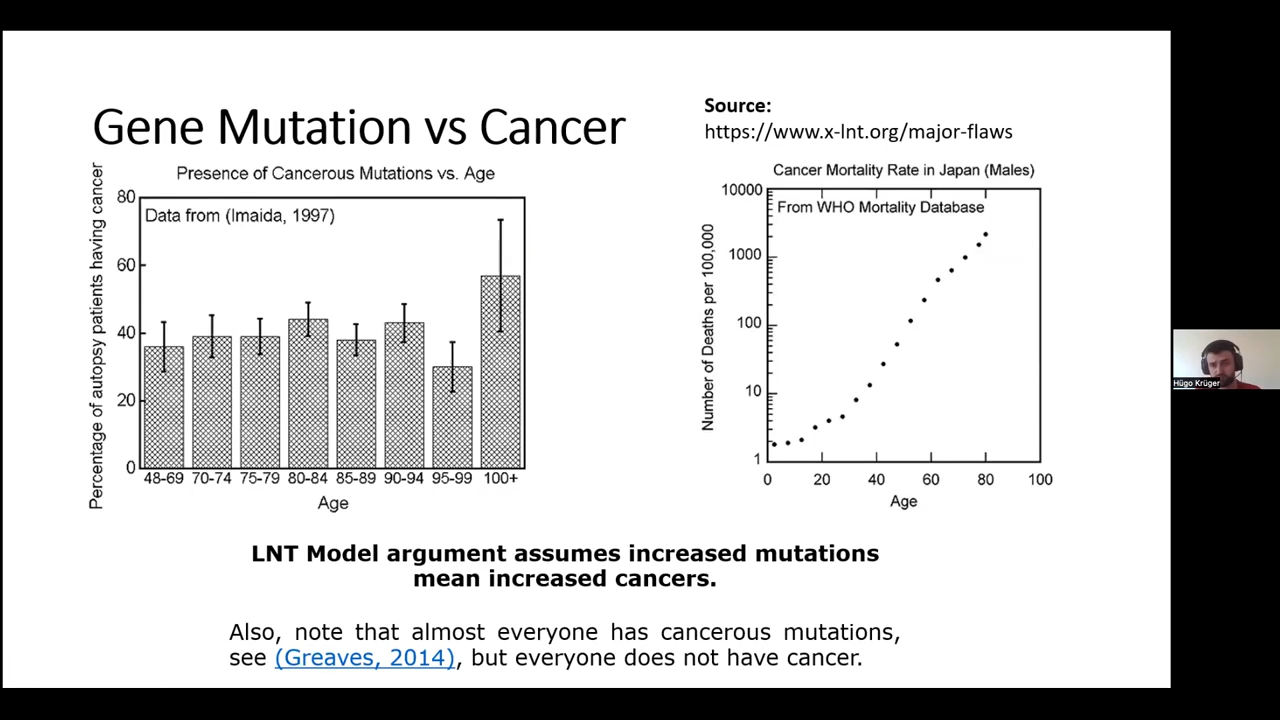 Gene Mutation vs Cancer
Source:
https://www.x-lnt.org/major-flaws
Presence of Cancerous Mutations vs. Age
Data from (Imaida, 1997)
Percentage of autopsy patients having cancer
80
60
40
20
0
48-69 70-74 75-79 80-84 85-89 90-94 95-99 100+
Age
Cancer Mortality Rate in Japan (Males)
From WHO Mortality Database
Number of Deaths per 100,000
10000
1000
100
10
1
0 20 40 60 80 100
Age
LNT Model argument assumes increased mutations
mean increased cancers.
Also, note that almost everyone has cancerous mutations,
see (Greaves, 2014), but everyone does not have cancer.
Hügo Krüger